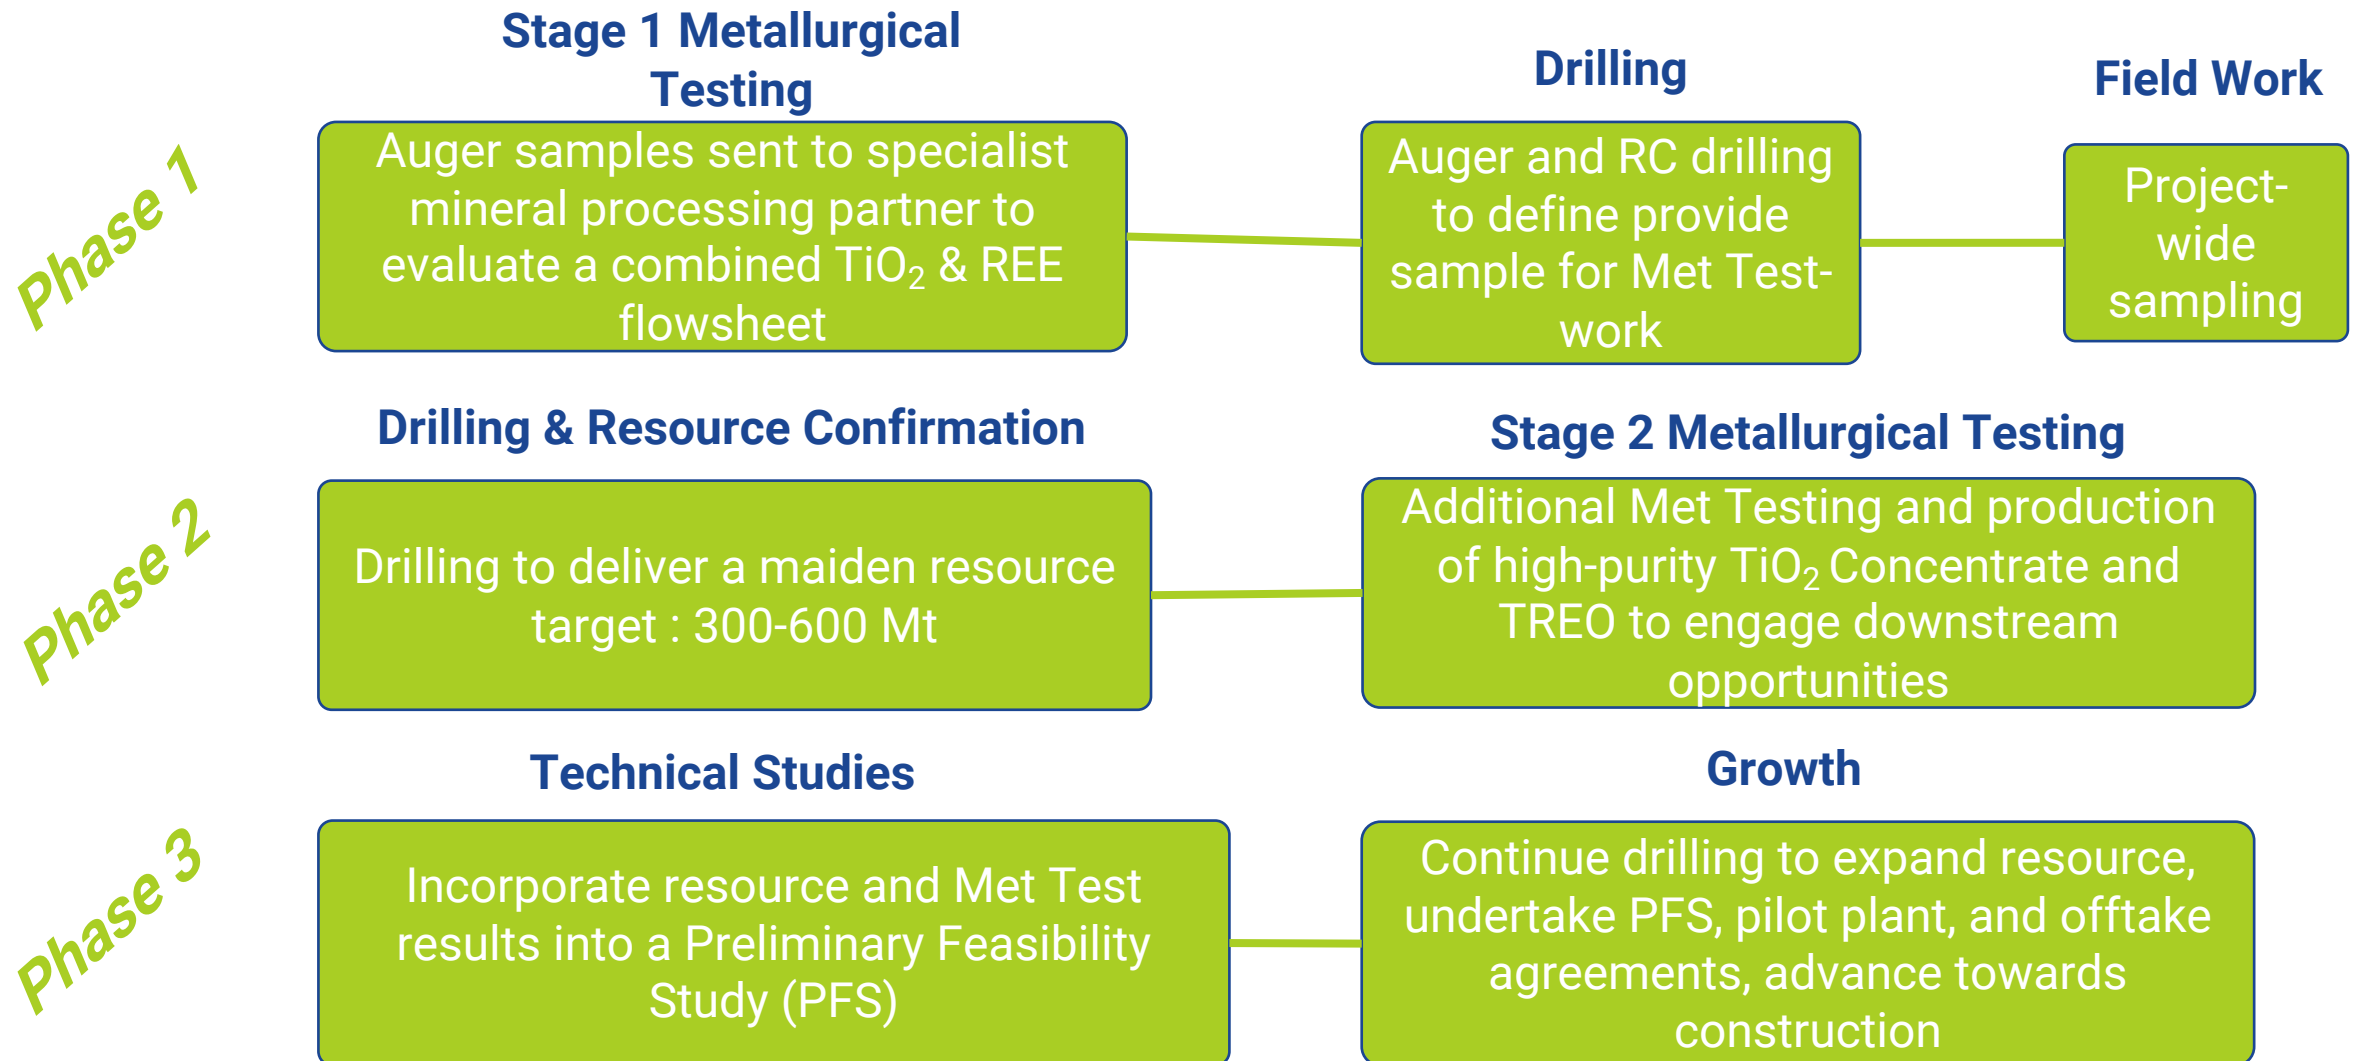 Stage 1 Metallurgical
Testing
Drilling
Field Work
Phase 1
Auger samples sent to specialist
mineral processing partner to
evaluate a combined TiO₂ & REE
flowsheet
Auger and RC drilling
to define provide
sample for Met Test-
work
Project-
wide
sampling
Drilling & Resource Confirmation
Stage 2 Metallurgical Testing
Phase 2
Drilling to deliver a maiden resource
target : 300-600 Mt
Additional Met Testing and production
of high-purity TiO₂ Concentrate and
TREO to engage downstream
opportunities
Technical Studies
Growth
Phase 3
Incorporate resource and Met Test
results into a Preliminary Feasibility
Study (PFS)
Continue drilling to expand resource,
undertake PFS, pilot plant, and offtake
agreements, advance towards
construction